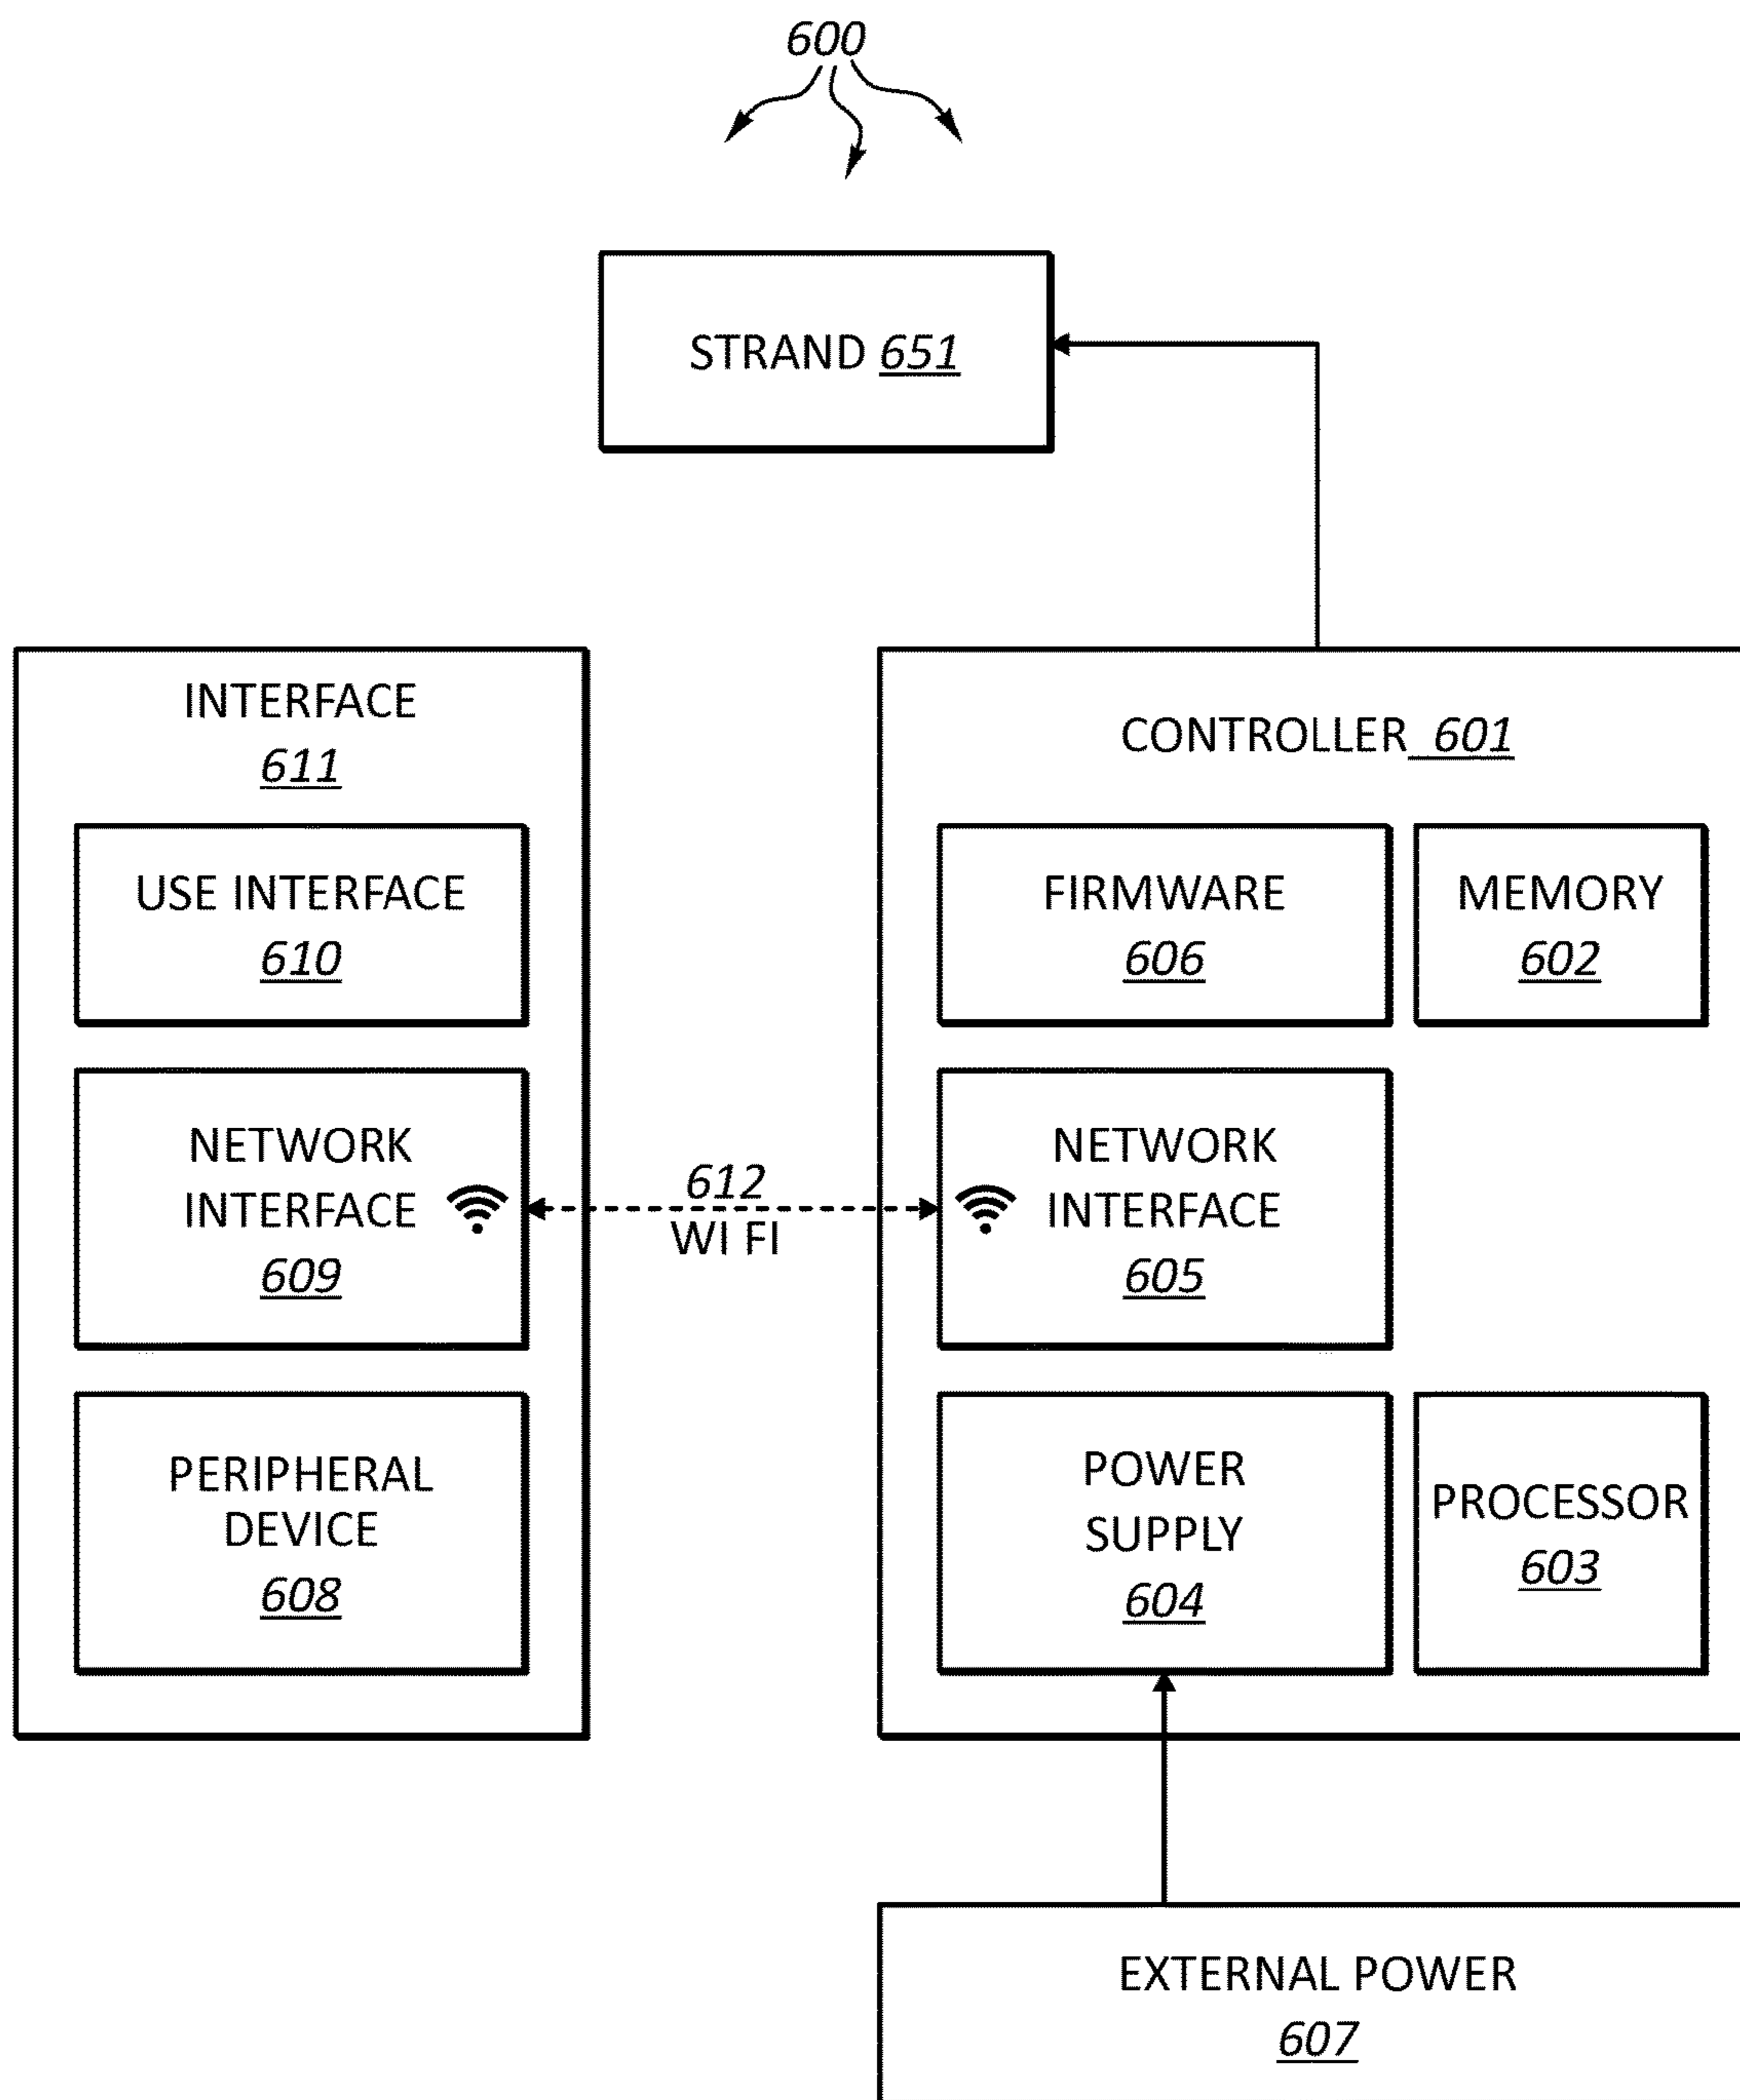 600
STRAND 651
INTERFACE
611
USE INTERFACE
610
NETWORK
INTERFACE
609
PERIPHERAL
DEVICE
608
612
WI FI
CONTROLLER 601
FIRMWARE
606
MEMORY
602
NETWORK
INTERFACE
605
POWER
SUPPLY
604
PROCESSOR
603
EXTERNAL POWER
607